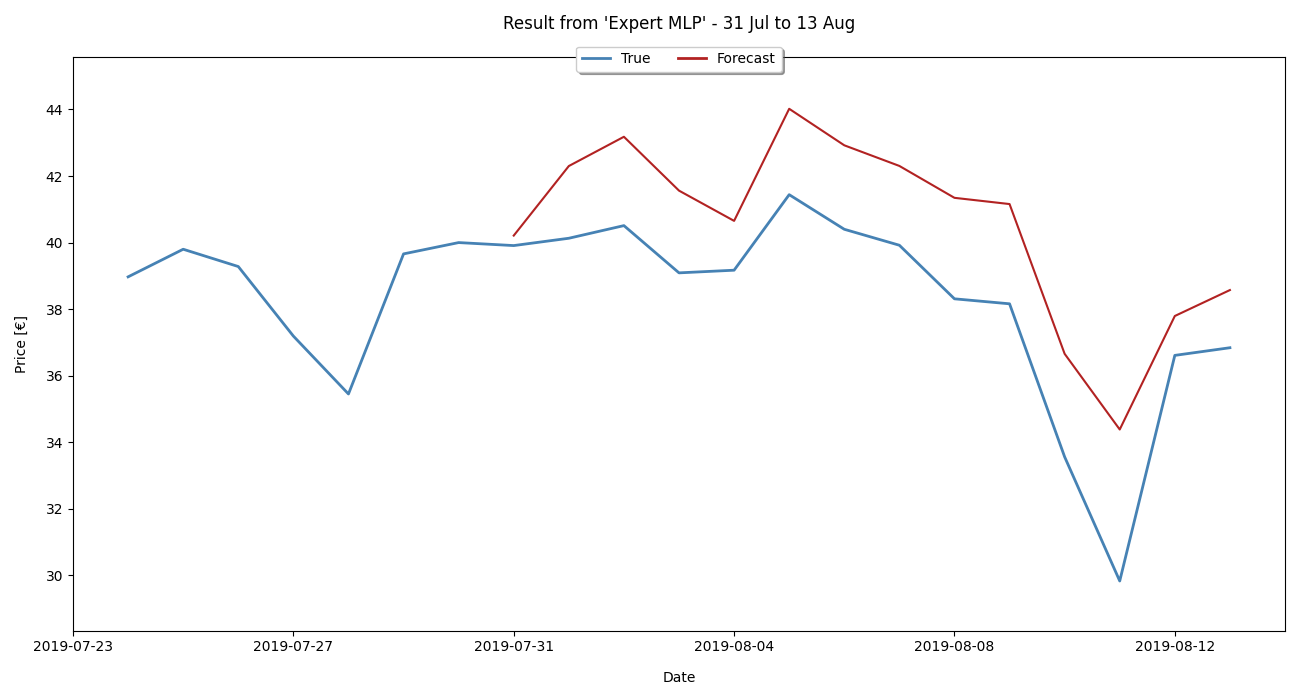 Result from 'Expert MLP' - 31 Jul to 13 Aug
True Forecast
44
42
40
38
36
34
32
30
Price [€]
2019-07-23 2019-07-27 2019-07-31 2019-08-04 2019-08-08 2019-08-12
Date